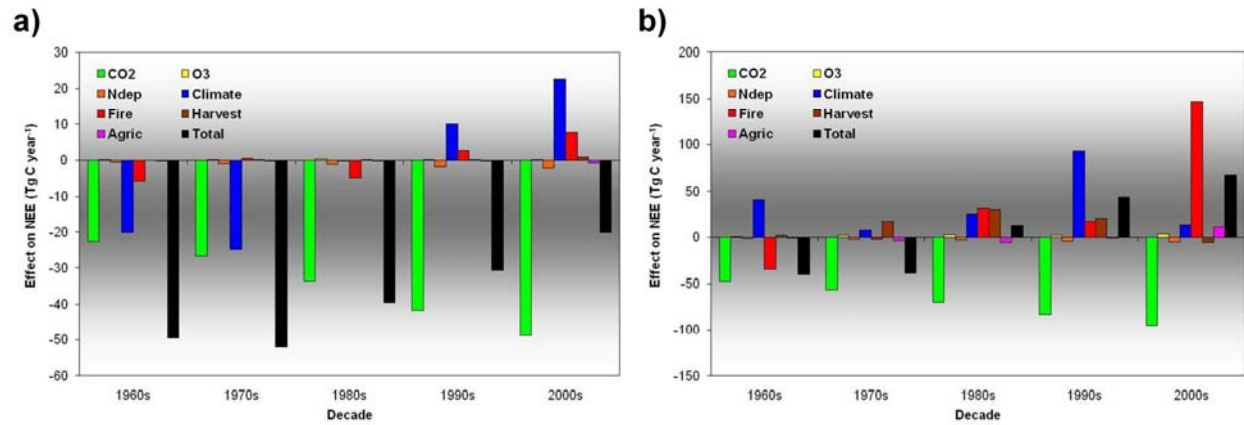 a)
30
20
10
0
-10
-20
-30
-40
-50
-60
Effect on NEE (Tg C year⁻¹)
CO2 O3
Ndep Climate
Fire Harvest
Agric Total
1960s 1970s 1980s 1990s 2000s
Decade
b)
200
150
100
50
0
-50
-100
-150
Effect on NEE (Tg C year⁻¹)
CO2 O3
Ndep Climate
Fire Harvest
Agric Total
1960s 1970s 1980s 1990s 2000s
Decade